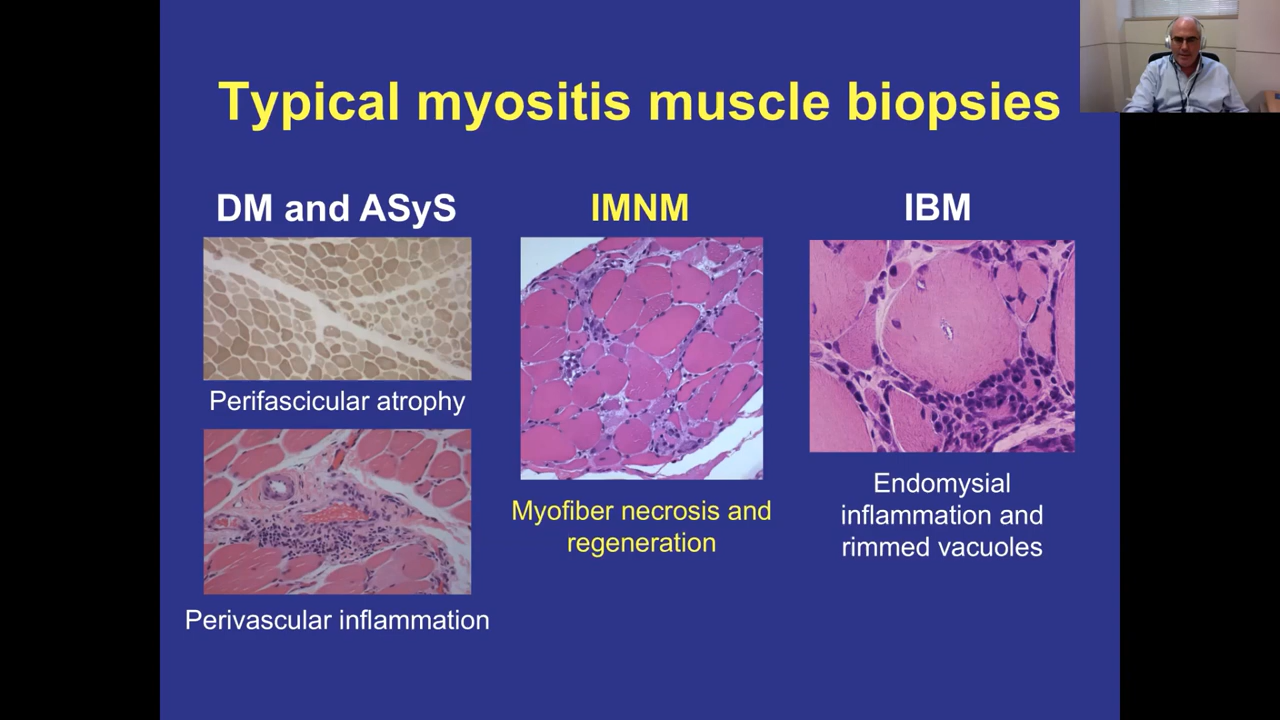 Typical myositis muscle biopsies
DM and ASyS
Perifascicular atrophy
Perivascular inflammation
IMNM
Myofiber necrosis and
regeneration
IBM
Endomysial
inflammation and
rimmed vacuoles